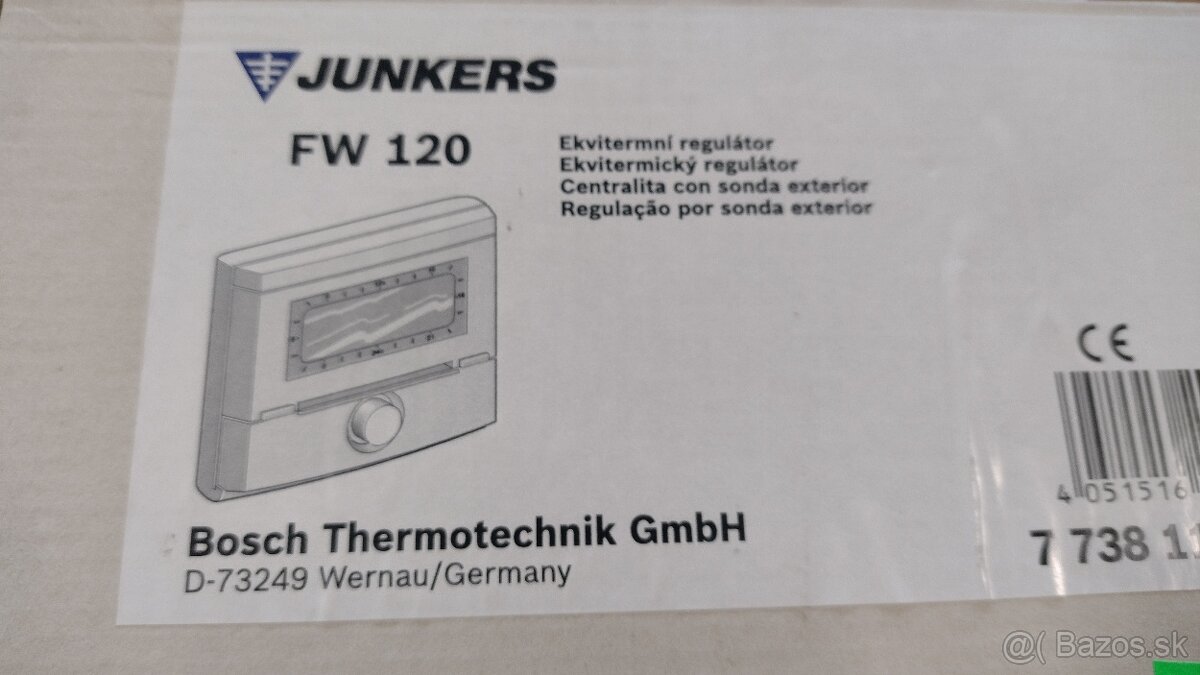 JUNKERS
FW 120
Ekvitermní regulátor
Ekvitermický regulátor
Centralita con sonda exterior
Regulação por sonda exterior
CE
4 051516
7 738 1
Bosch Thermotechnik GmbH
D-73249 Wernau/Germany
@( Bazos.sk